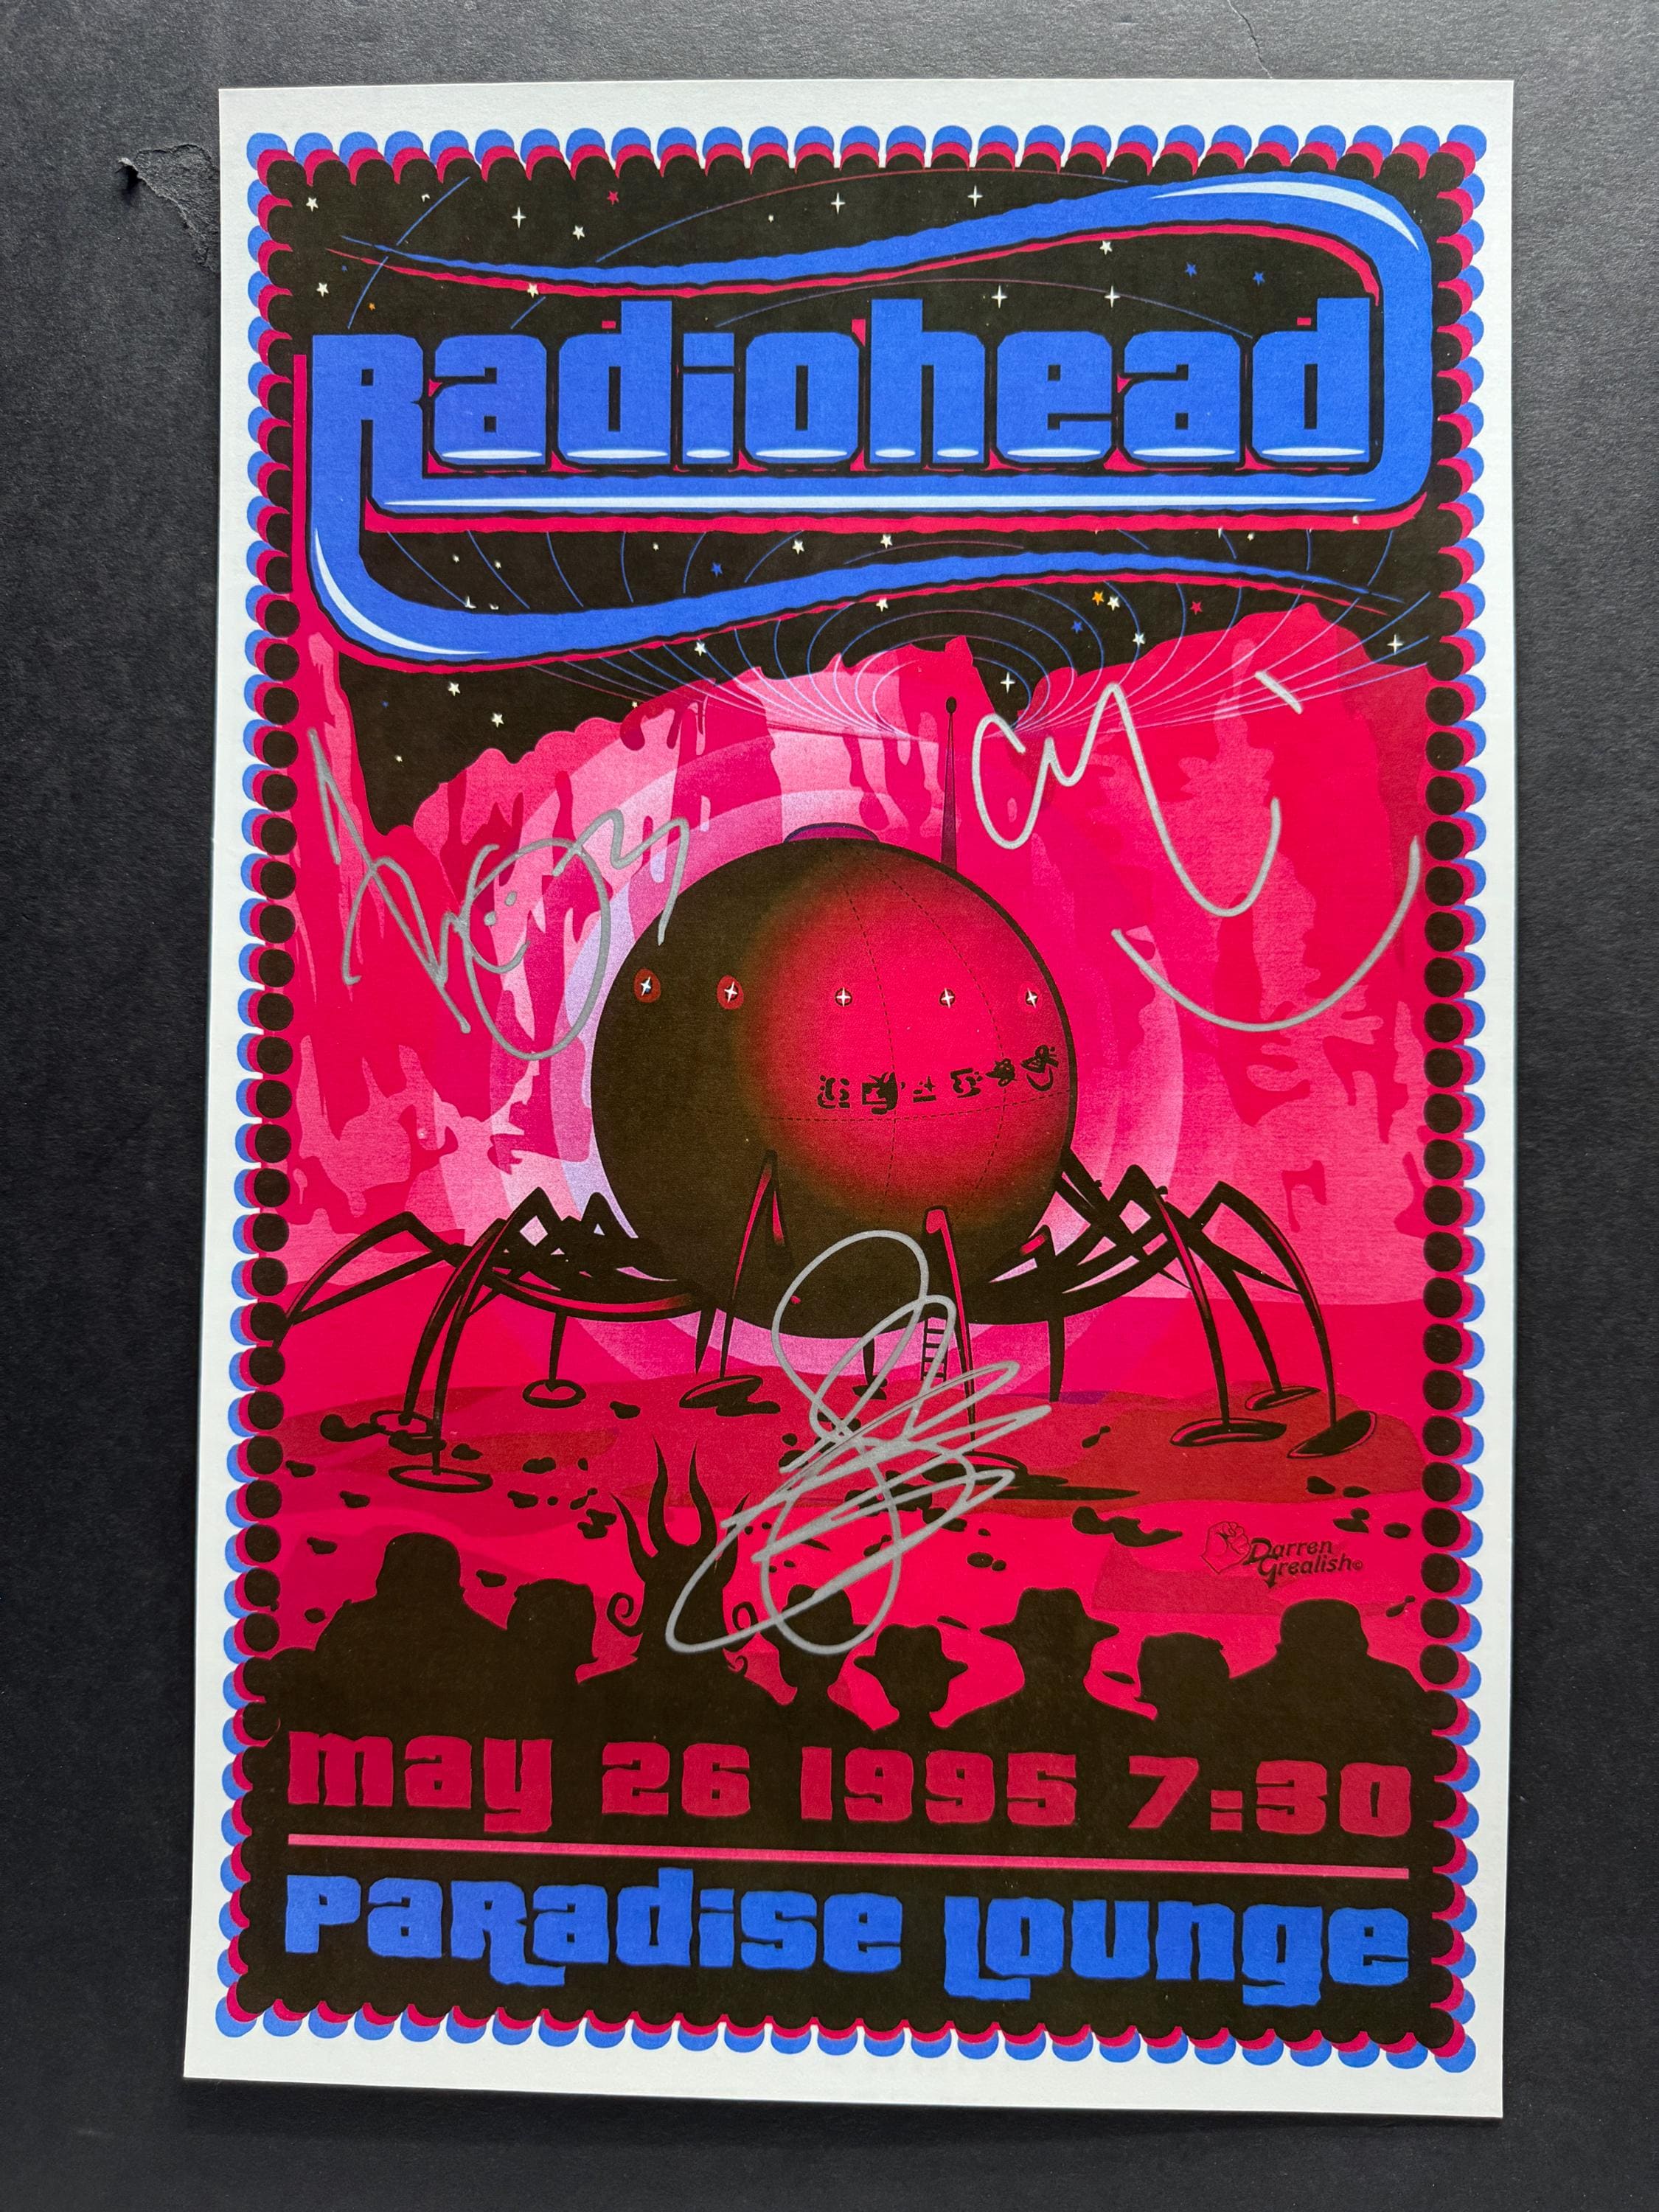 Radiohead
Darren
Grealish©
may 26 1995 7:30
Paradise Lounge